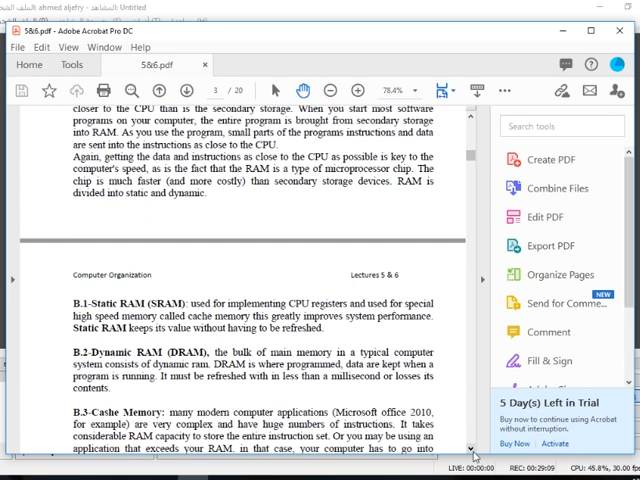 ahmed aljefry: المشاهد - Untitled
5&6.pdf - Adobe Acrobat Pro DC
File Edit View Window Help
Home Tools 5&6.pdf ×
3 / 20 78.4%
closer to the CPU than is the secondary storage. When you start most software
programs on your computer, the entire program is brought from secondary storage
into RAM. As you use the program, small parts of the programs instructions and data
are sent into the instructions as close to the CPU.
Again, getting the data and instructions as close to the CPU as possible is key to the
computer's speed, as is the fact that the RAM is a type of microprocessor chip. The
chip is much faster (and more costly) than secondary storage devices. RAM is
divided into static and dynamic.
Computer Organization Lectures 5 & 6
B.1-Static RAM (SRAM): used for implementing CPU registers and used for special
high speed memory called cache memory this greatly improves system performance.
Static RAM keeps its value without having to be refreshed.
B.2-Dynamic RAM (DRAM), the bulk of main memory in a typical computer
system consists of dynamic ram. DRAM is where programmed, data are kept when a
program is running. It must be refreshed with in less than a millisecond or losses its
contents.
B.3-Cashe Memory: many modern computer applications (Microsoft office 2010,
for example) are very complex and have huge numbers of instructions. It takes
considerable RAM capacity to store the entire instruction set. Or you may be using an
application that exceeds your RAM. in that case, your computer has to go into
Search tools
Create PDF
Combine Files
Edit PDF
Export PDF
Organize Pages
NEW
Send for Comme...
Comment
Fill & Sign
5 Day(s) Left in Trial
Buy now to continue using Acrobat
without interruption.
Buy Now Activate
LIVE: 00:00:00 REC: 00:29:09 CPU: 45.8%, 30.00 fps